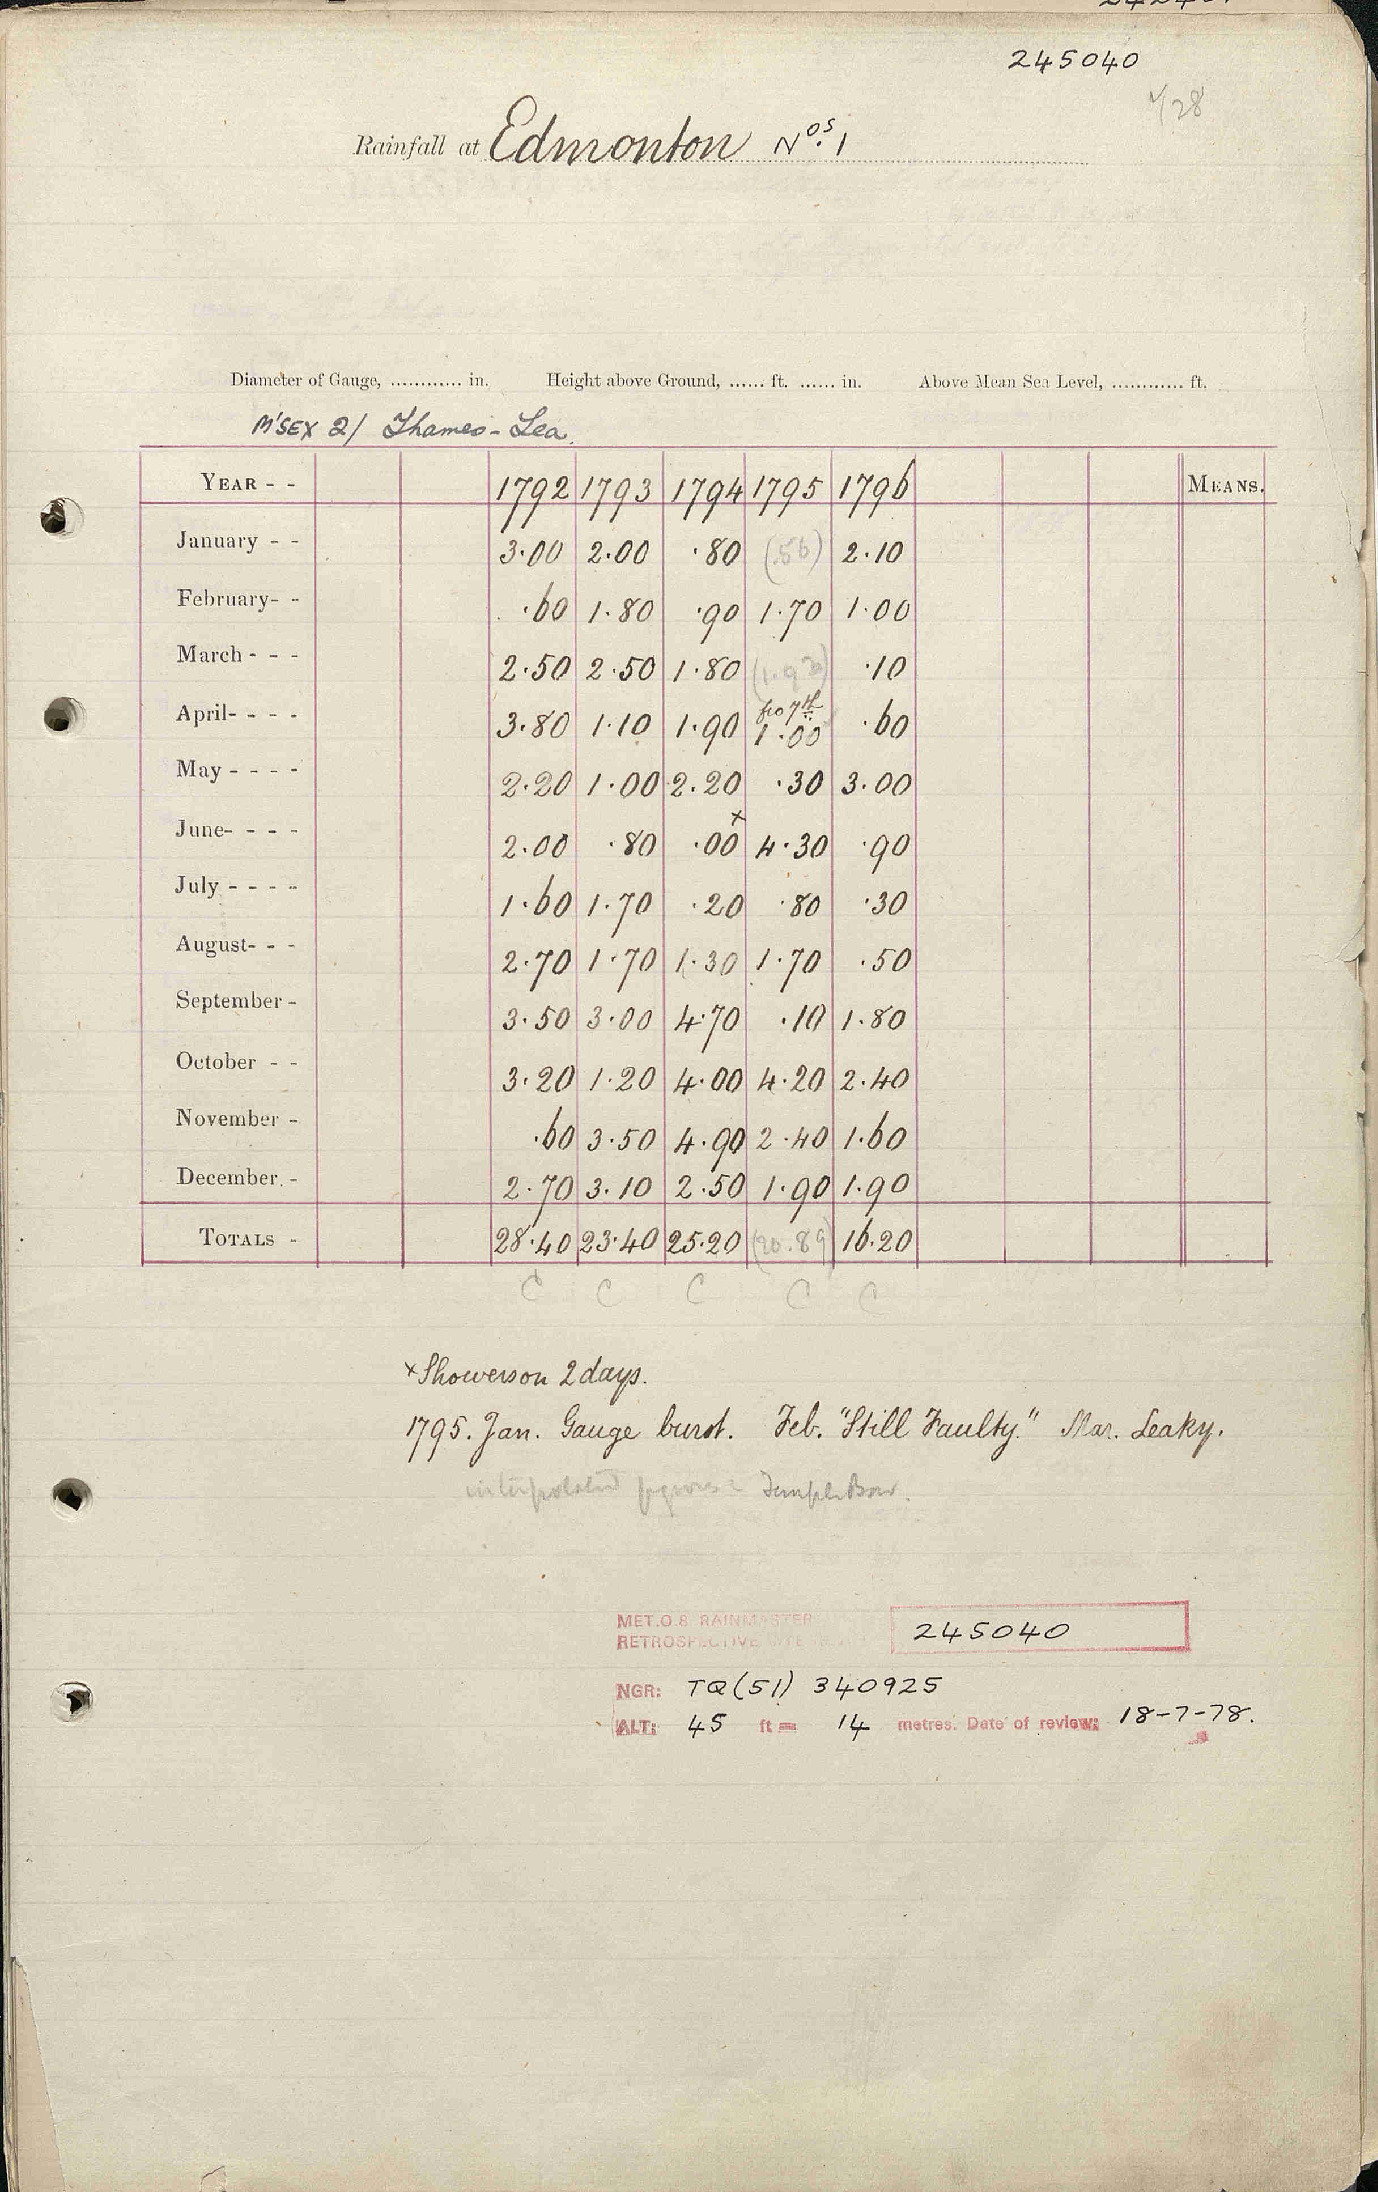 245040
Rainfall at Edmonton Nos. 1
Diameter of Gauge, ............ in. Height above Ground, ...... ft. ...... in. Above Mean Sea Level, ............ ft.
M'SEX 2/ Thames-Lea.
YEAR - - 1792 1793 1794 1795 1796 MEANS.
January - - 3.00 2.00 .80 (.56) 2.10
February- - .60 1.80 .90 1.70 1.00
March - - - 2.50 2.50 1.80 .10
April- - - - 3.80 1.10 1.90 fro 7th 1.00 .60
May - - - - 2.20 1.00 2.20 .30 3.00
June- - - - 2.00 .80 .00 x 4.30 .90
July - - - - 1.60 1.70 .20 .80 .30
August- - - 2.70 1.70 1.30 1.70 .50
September - 3.50 3.00 4.70 .10 1.80
October - - 3.20 1.20 4.00 4.20 2.40
November - .60 3.50 4.90 2.40 1.60
December. - 2.70 3.10 2.50 1.90 1.90
TOTALS - 28.40 23.40 25.20 (20.89) 16.20
C C C C C
x Showers on 2 days.
1795. Jan. Gauge burst. Feb. "Still Faulty." Mar. Leaky.
interpolated figures = Temple Bar.
MET.O.8 RAINMASTER
RETROSPECTIVE 245040
NGR: TQ(51) 340925
ALT: 45 ft = 14 metres. Date of review: 18-7-78.